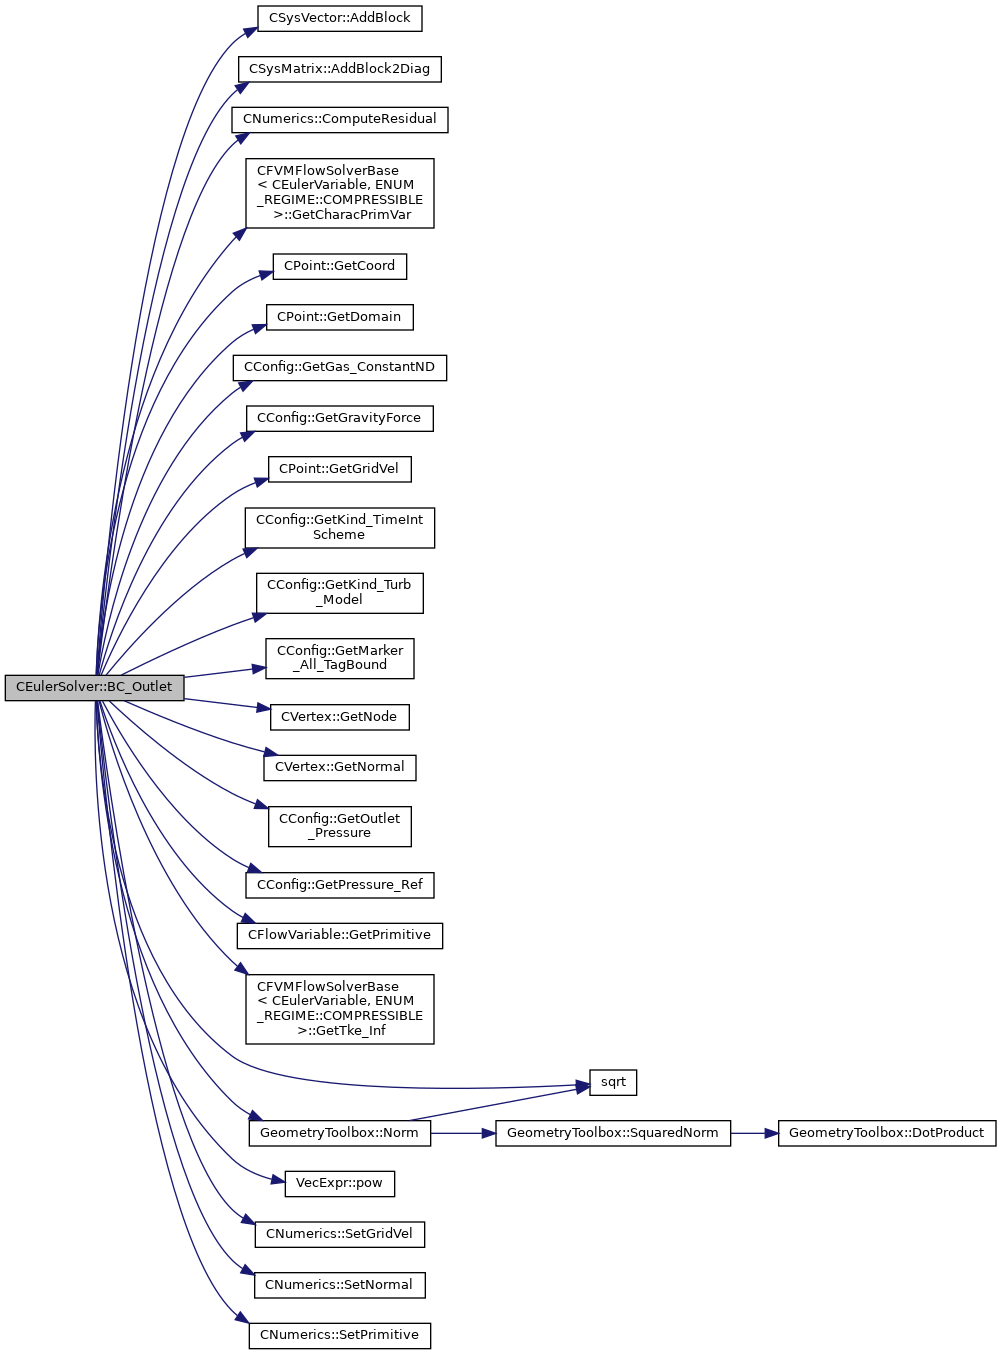 CSysVector::AddBlock
CSysMatrix::AddBlock2Diag
CNumerics::ComputeResidual
CFVMFlowSolverBase
< CEulerVariable, ENUM
_REGIME::COMPRESSIBLE
>::GetCharacPrimVar
CPoint::GetCoord
CPoint::GetDomain
CConfig::GetGas_ConstantND
CConfig::GetGravityForce
CPoint::GetGridVel
CConfig::GetKind_TimeInt
Scheme
CConfig::GetKind_Turb
_Model
CConfig::GetMarker
_All_TagBound
CEulerSolver::BC_Outlet
CVertex::GetNode
CVertex::GetNormal
CConfig::GetOutlet
_Pressure
CConfig::GetPressure_Ref
CFlowVariable::GetPrimitive
CFVMFlowSolverBase
< CEulerVariable, ENUM
_REGIME::COMPRESSIBLE
>::GetTke_Inf
sqrt
GeometryToolbox::Norm
GeometryToolbox::SquaredNorm
GeometryToolbox::DotProduct
VecExpr::pow
CNumerics::SetGridVel
CNumerics::SetNormal
CNumerics::SetPrimitive